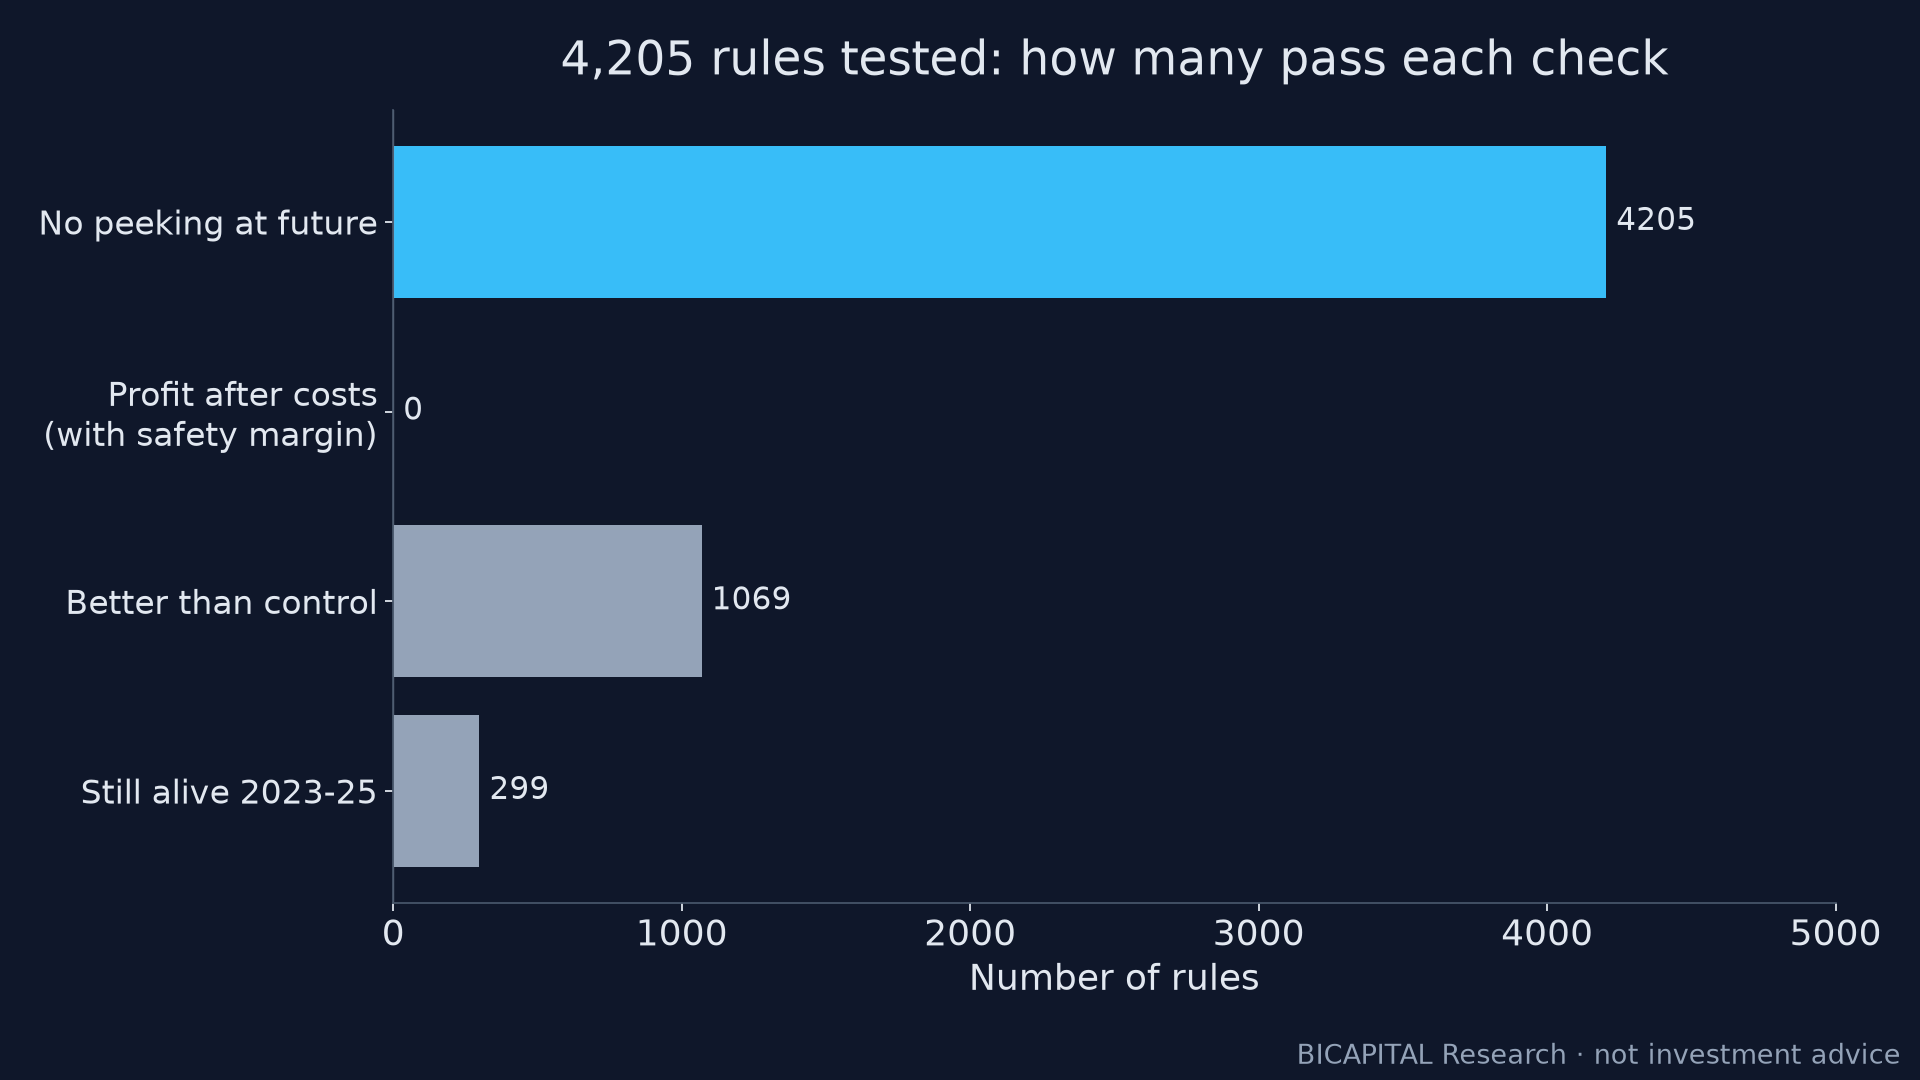 4,205 rules tested: how many pass each check
No peeking at future
4205
Profit after costs
(with safety margin)
0
Better than control
1069
Still alive 2023-25
299
0 1000 2000 3000 4000 5000
Number of rules
BICAPITAL Research · not investment advice